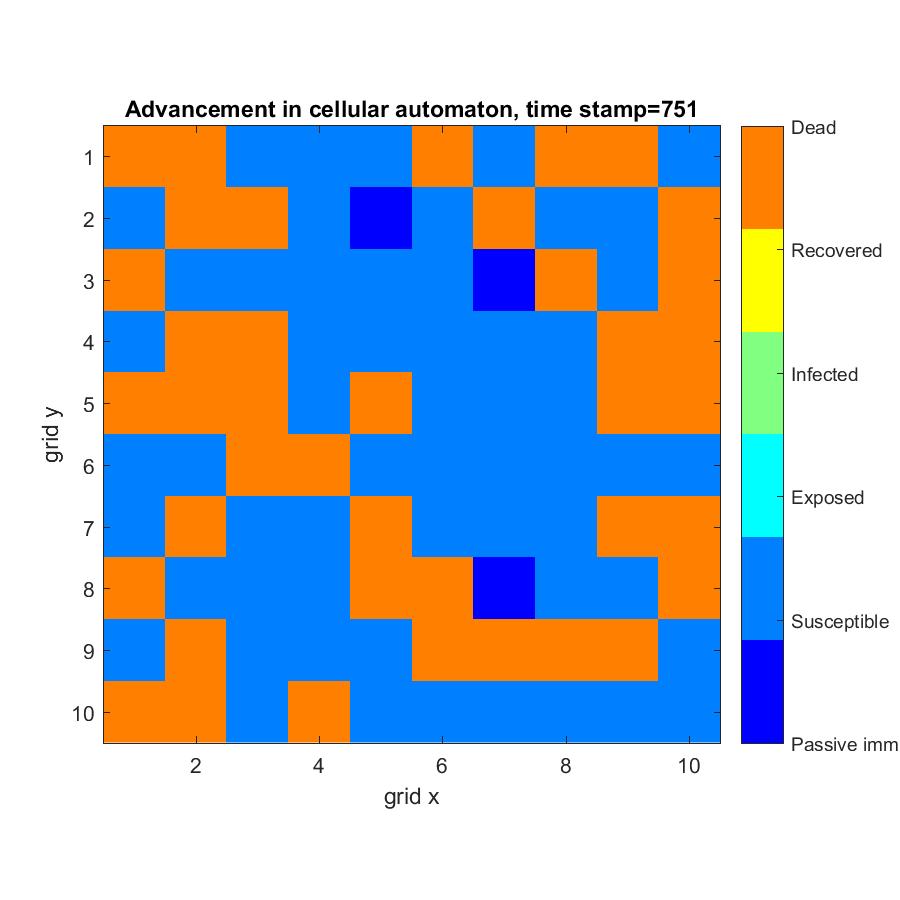 Advancement in cellular automaton, time stamp=751
1
2
3
4
5
6
7
8
9
10
grid y
2
4
6
8
10
grid x
Dead
Recovered
Infected
Exposed
Susceptible
Passive imm